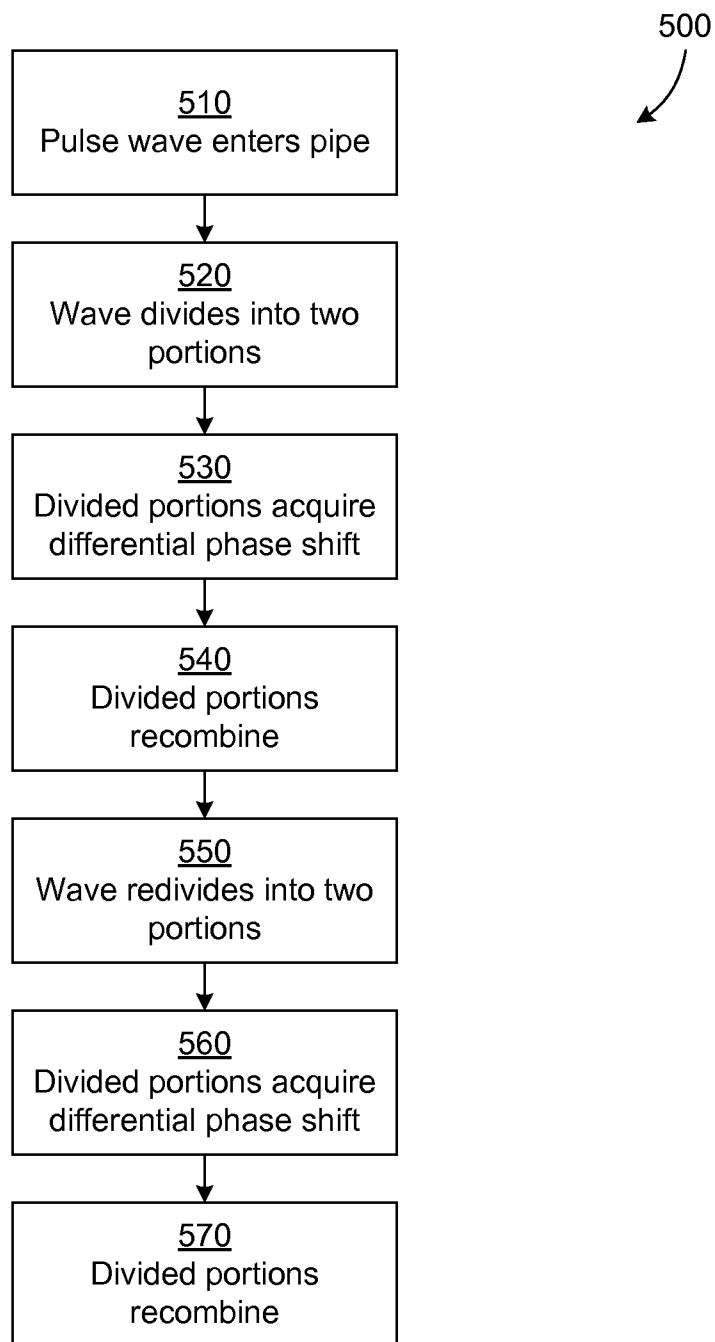 500
510
Pulse wave enters pipe
520
Wave divides into two
portions
530
Divided portions acquire
differential phase shift
540
Divided portions
recombine
550
Wave redivides into two
portions
560
Divided portions acquire
differential phase shift
570
Divided portions
recombine